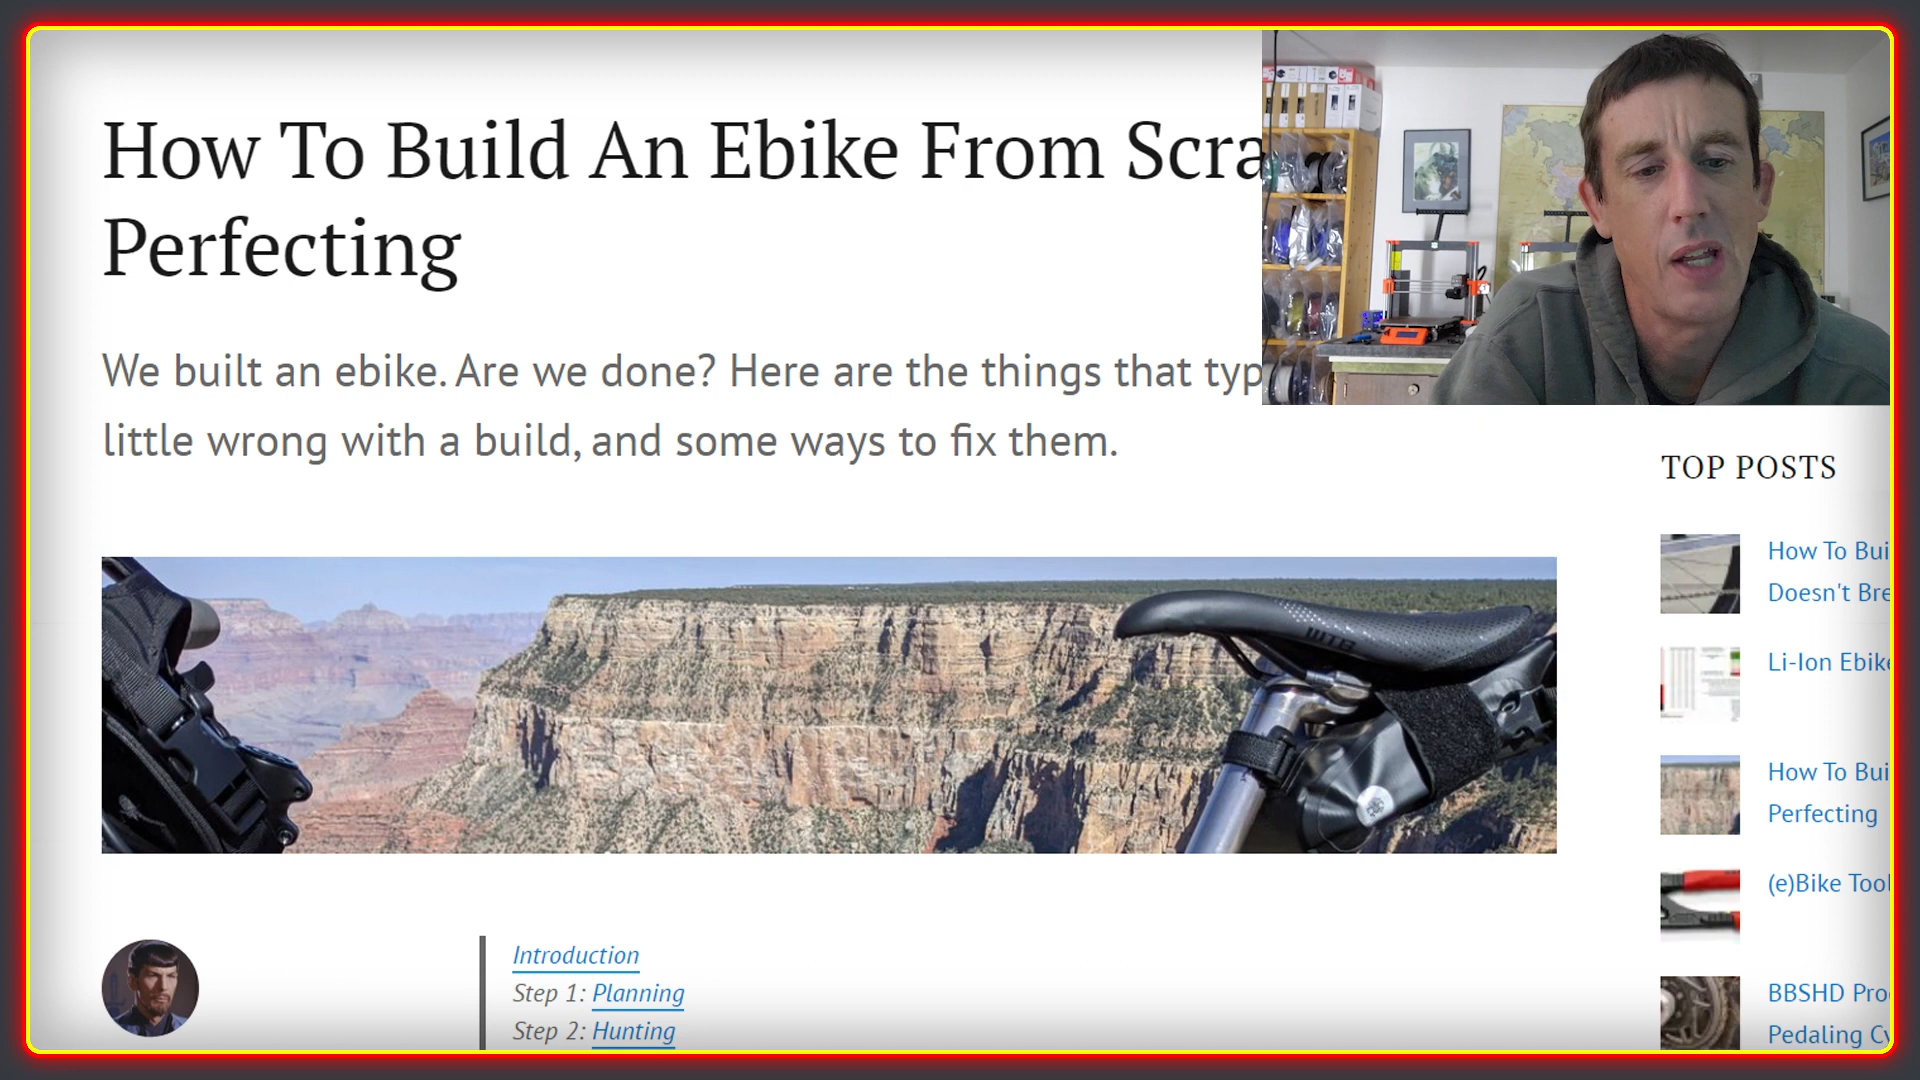 How To Build An Ebike From Scra
Perfecting
We built an ebike. Are we done? Here are the things that typ
little wrong with a build, and some ways to fix them.
WTB
TOP POSTS
How To Bui
Doesn't Bre
Li-Ion Ebike
How To Bui
Perfecting
(e)Bike Tool
BBSHD Pro
Pedaling Cy
Introduction
Step 1: Planning
Step 2: Hunting